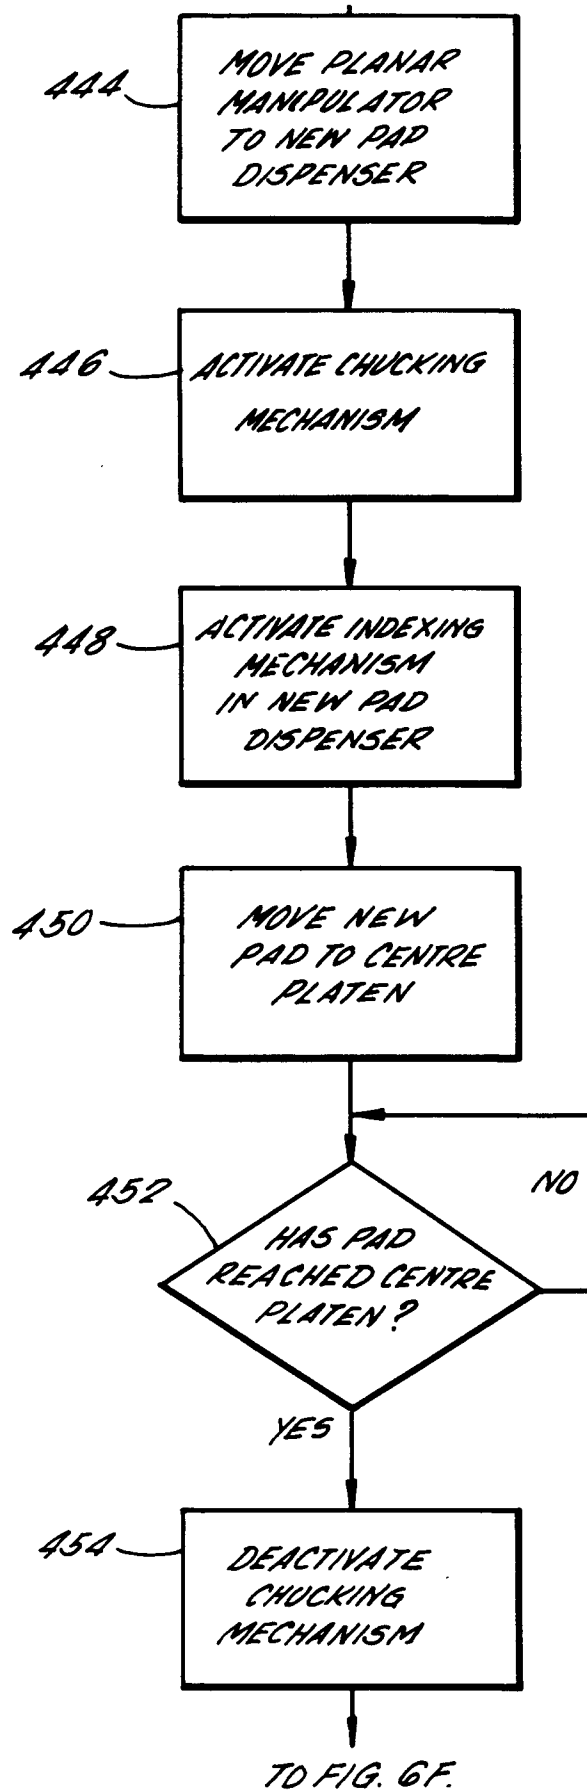 444
MOVE PLANAR
MANIPULATOR
TO NEW PAD
DISPENSER
446
ACTIVATE CHUCKING
MECHANISM
448
ACTIVATE INDEXING
MECHANISM
IN NEW PAD
DISPENSER
450
MOVE NEW
PAD TO CENTRE
PLATEN
452
NO
HAS PAD
REACHED CENTRE
PLATEN?
YES
454
DEACTIVATE
CHUCKING
MECHANISM
TO FIG. 6F.